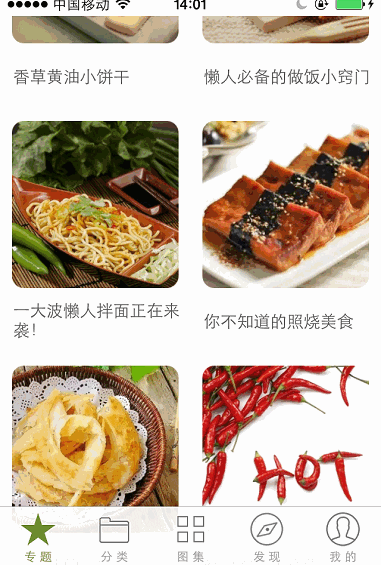 中国移动 14:01
香草黄油小饼干
懒人必备的做饭小窍门
一大波懒人拌面正在来
袭！
你不知道的照烧美食
HOT
专题 分类 图集 发现 我的